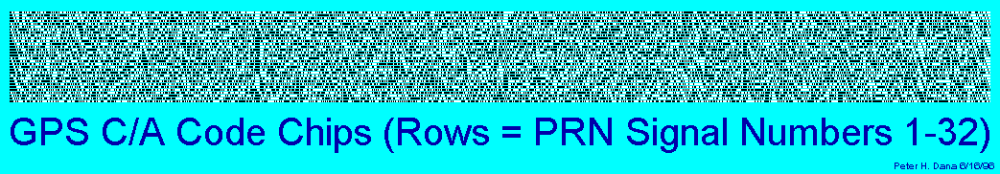 GPS C/A Code Chips (Rows = PRN Signal Numbers 1-32)
Peter H. Dana 6/16/96